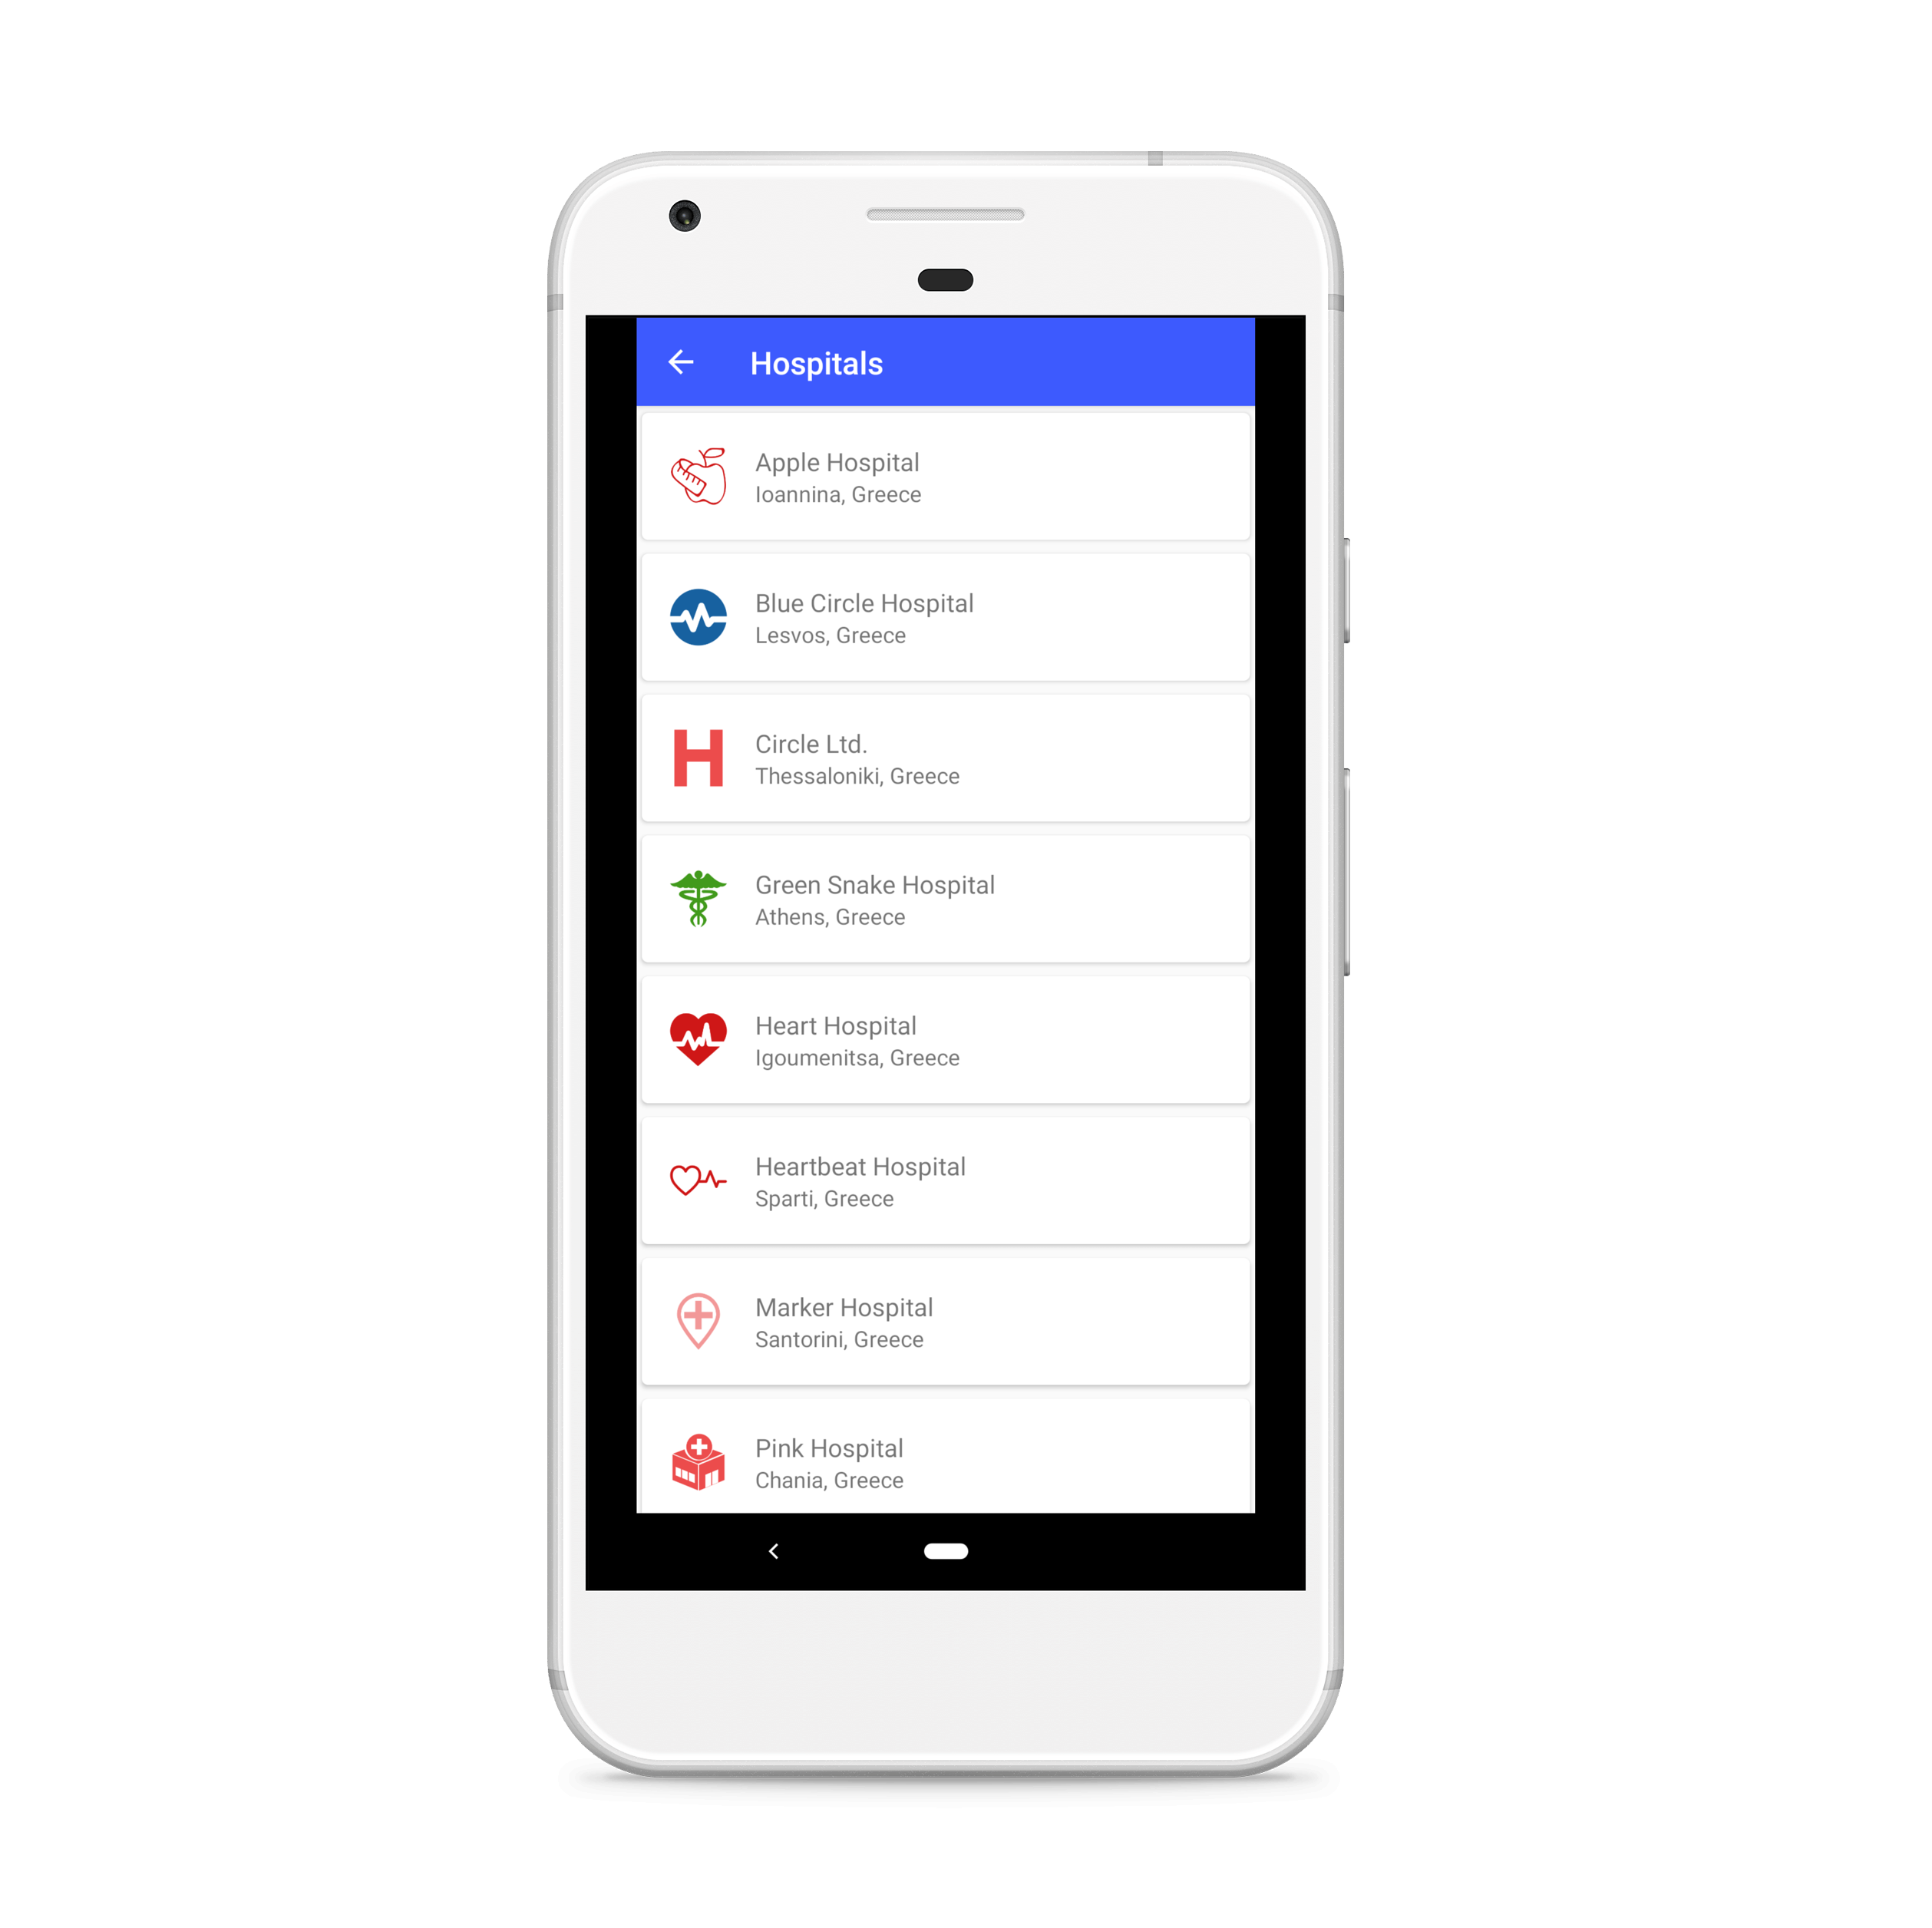 Hospitals
Apple Hospital
Ioannina, Greece
Blue Circle Hospital
Lesvos, Greece
H
Circle Ltd.
Thessaloniki, Greece
Green Snake Hospital
Athens, Greece
Heart Hospital
Igoumenitsa, Greece
Heartbeat Hospital
Sparti, Greece
Marker Hospital
Santorini, Greece
Pink Hospital
Chania, Greece